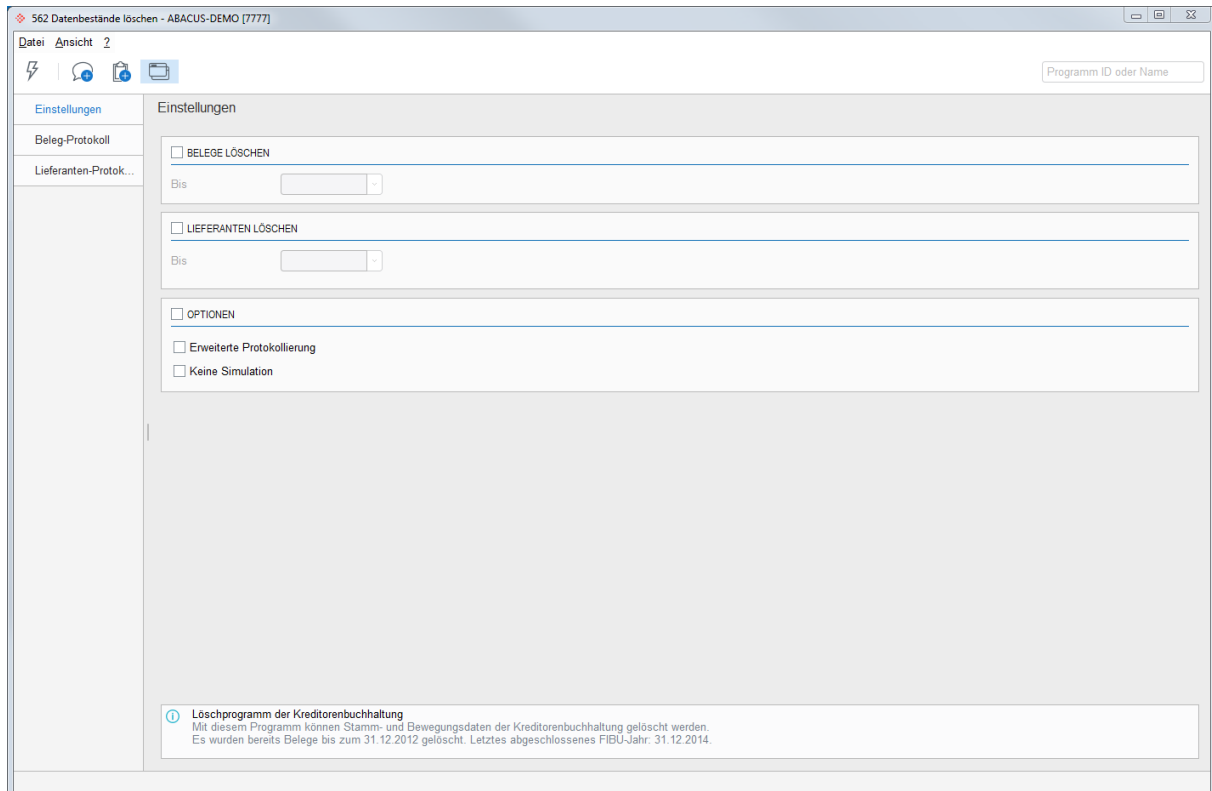 562 Datenbestände löschen - ABACUS-DEMO [7777]
Datei Ansicht ?
Programm ID oder Name
Einstellungen
Beleg-Protokoll
Lieferanten-Protok...
Einstellungen
BELEGE LÖSCHEN
Bis
LIEFERANTEN LÖSCHEN
Bis
OPTIONEN
Erweiterte Protokollierung
Keine Simulation
Löschprogramm der Kreditorenbuchhaltung
Mit diesem Programm können Stamm- und Bewegungsdaten der Kreditorenbuchhaltung gelöscht werden.
Es wurden bereits Belege bis zum 31.12.2012 gelöscht. Letztes abgeschlossenes FIBU-Jahr: 31.12.2014.